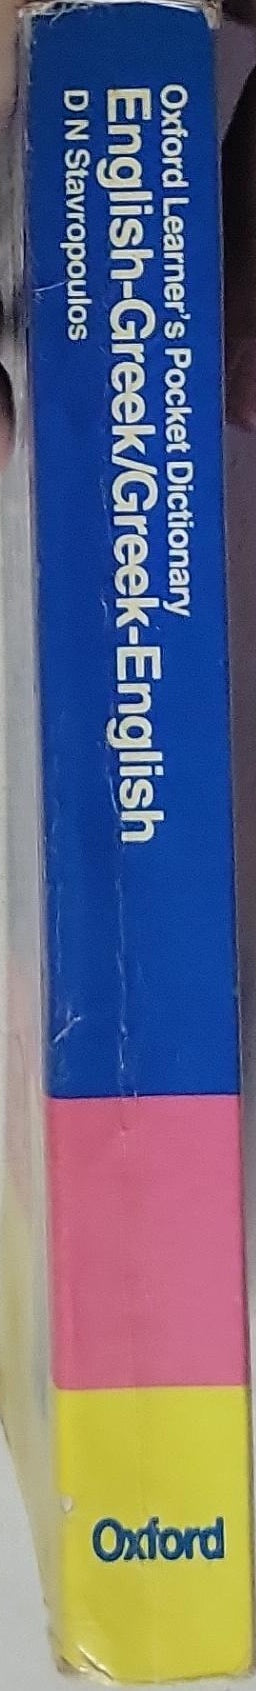 Oxford Learner's Pocket Dictionary
English-Greek/Greek-English
D N Stavropoulos
Oxford